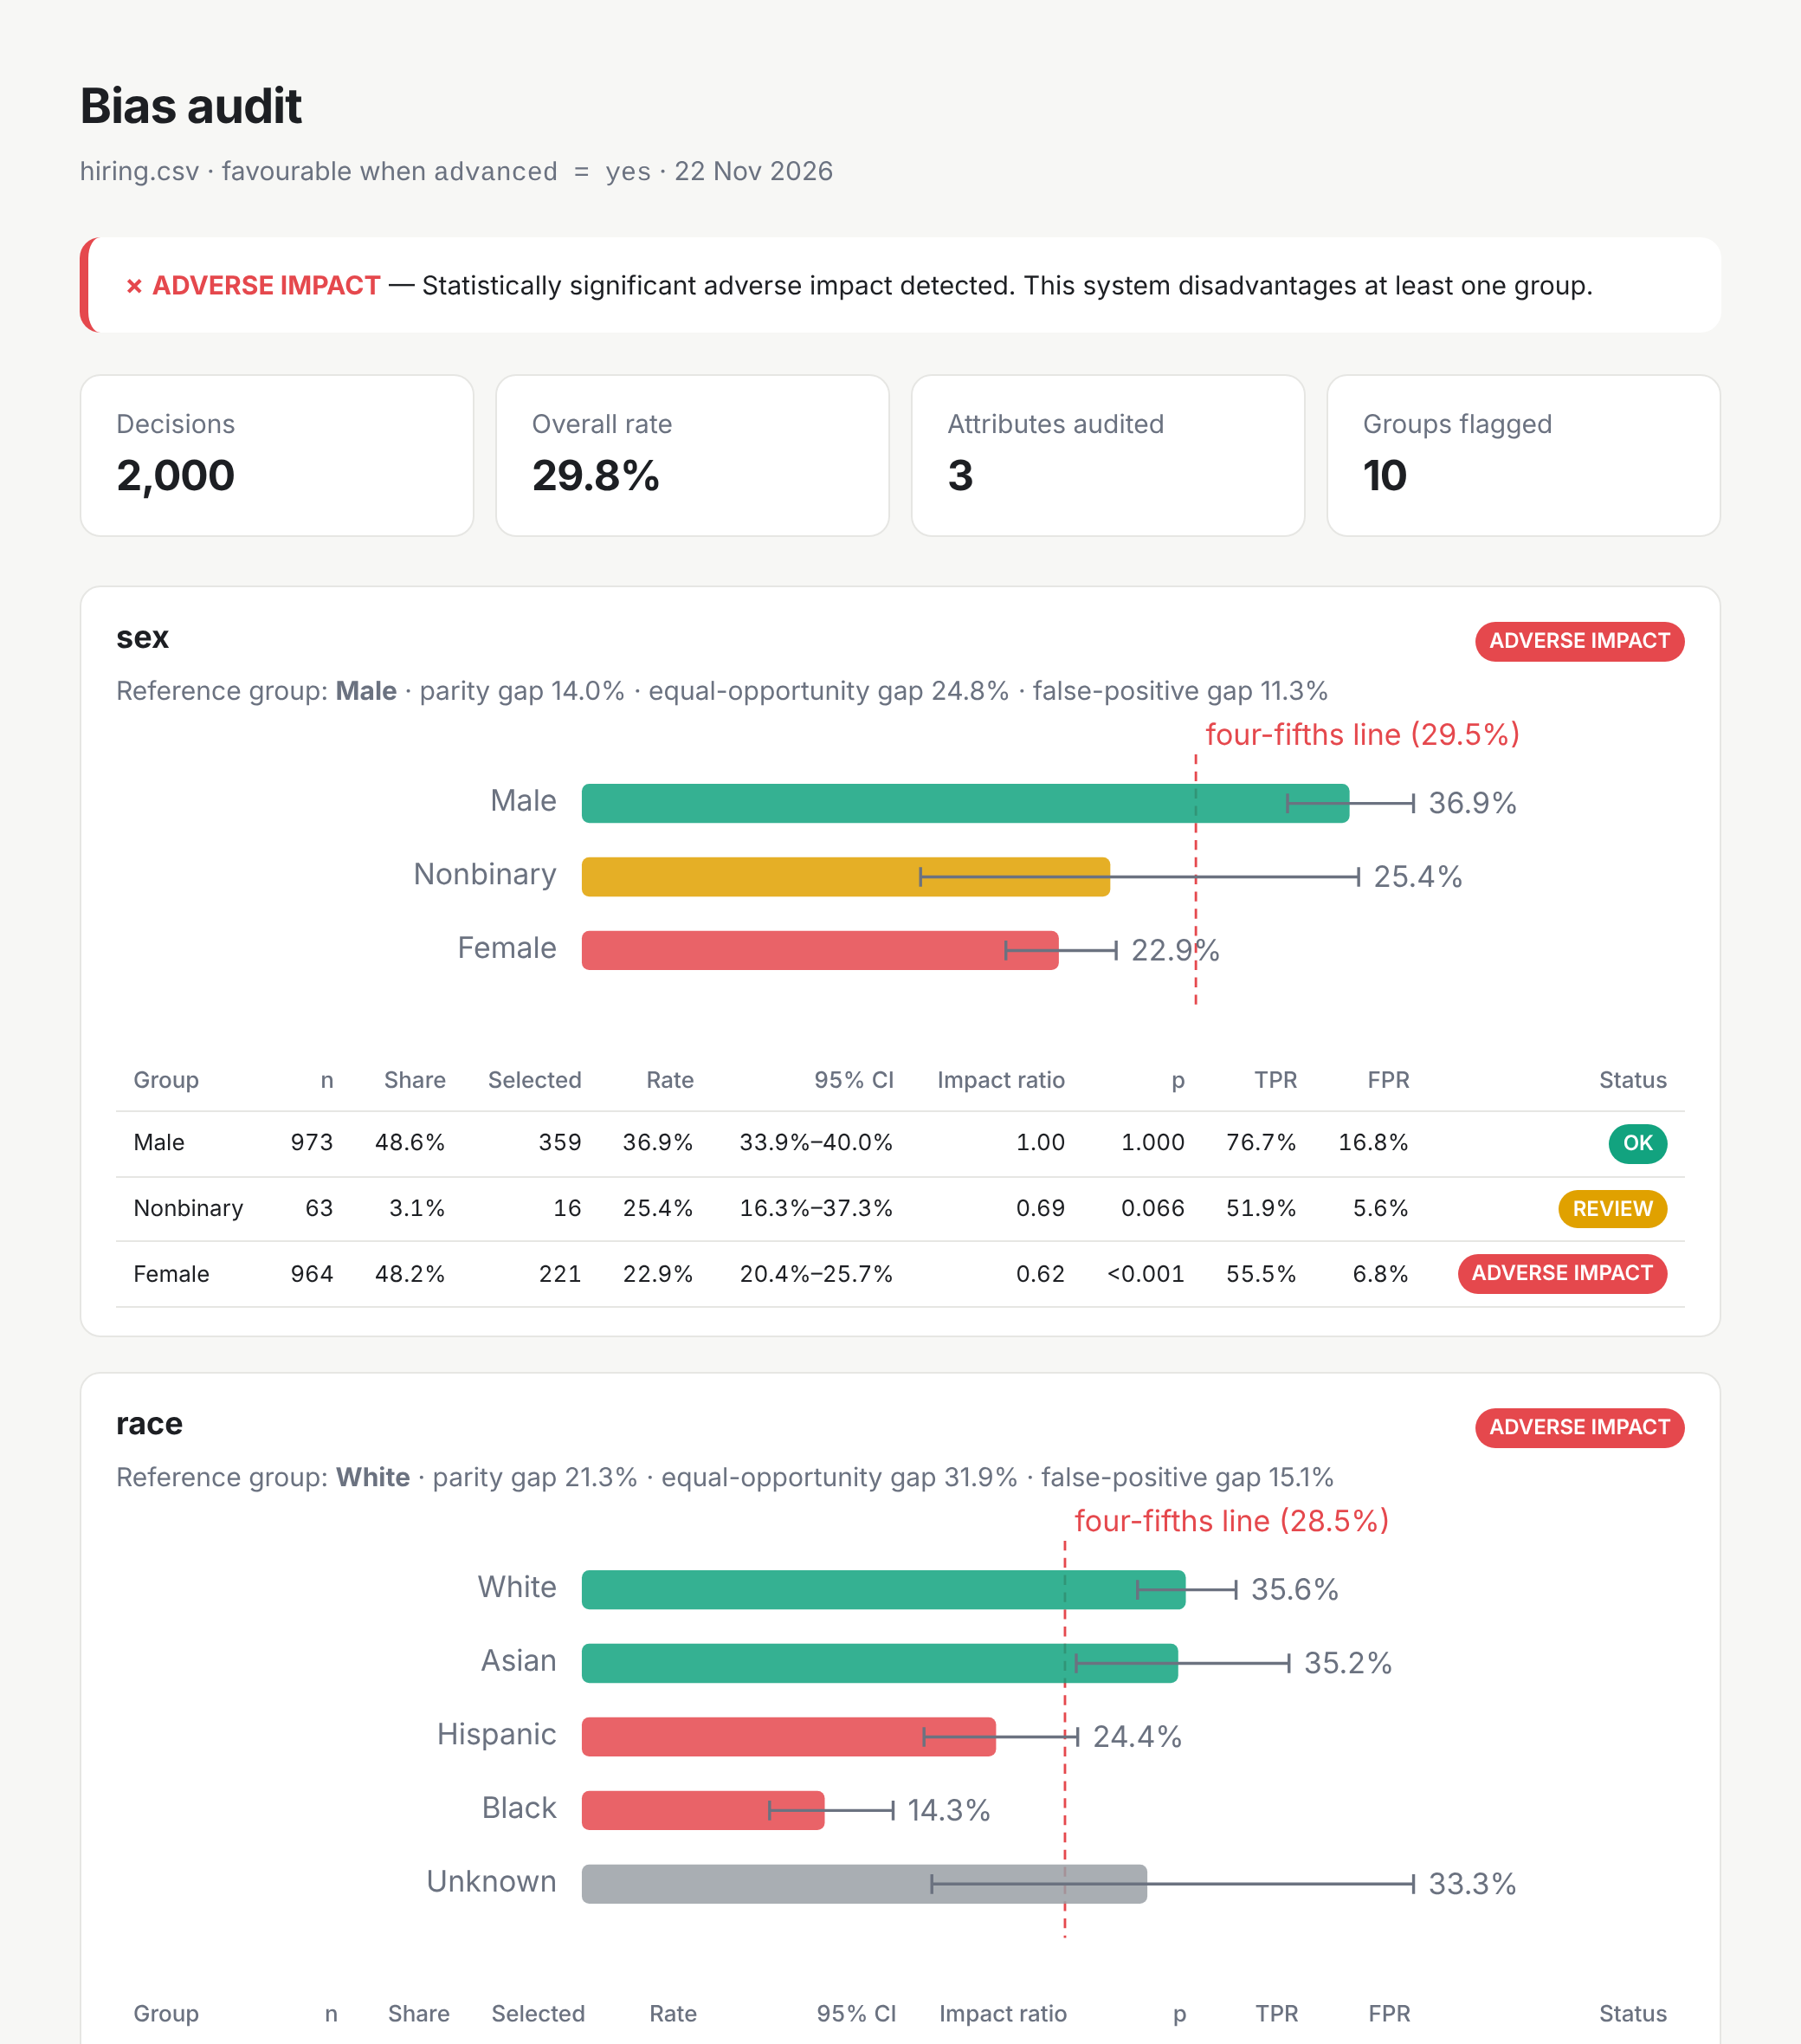 Bias audit
hiring.csv · favourable when advanced = yes · 22 Nov 2026
× ADVERSE IMPACT — Statistically significant adverse impact detected. This system disadvantages at least one group.
Decisions
2,000
Overall rate
29.8%
Attributes audited
3
Groups flagged
10
sex
ADVERSE IMPACT
Reference group: Male · parity gap 14.0% · equal-opportunity gap 24.8% · false-positive gap 11.3%
four-fifths line (29.5%)
Male 36.9%
Nonbinary 25.4%
Female 22.9%
Group n Share Selected Rate 95% CI Impact ratio p TPR FPR Status
Male 973 48.6% 359 36.9% 33.9%–40.0% 1.00 1.000 76.7% 16.8% OK
Nonbinary 63 3.1% 16 25.4% 16.3%–37.3% 0.69 0.066 51.9% 5.6% REVIEW
Female 964 48.2% 221 22.9% 20.4%–25.7% 0.62 <0.001 55.5% 6.8% ADVERSE IMPACT
race
ADVERSE IMPACT
Reference group: White · parity gap 21.3% · equal-opportunity gap 31.9% · false-positive gap 15.1%
four-fifths line (28.5%)
White 35.6%
Asian 35.2%
Hispanic 24.4%
Black 14.3%
Unknown 33.3%
Group n Share Selected Rate 95% CI Impact ratio p TPR FPR Status